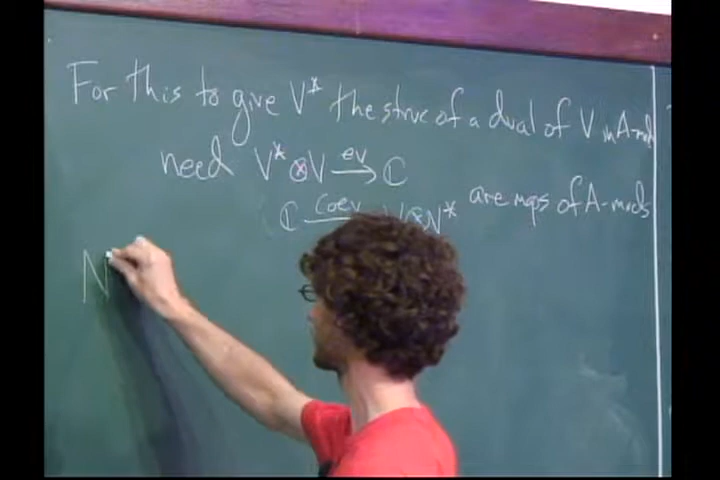 For this to give V* the struc of a dual of V in A-mod
need V* ⊗ V →^{ev} ℂ
ℂ →^{coev} V ⊗ V* are maps of A-mods
N